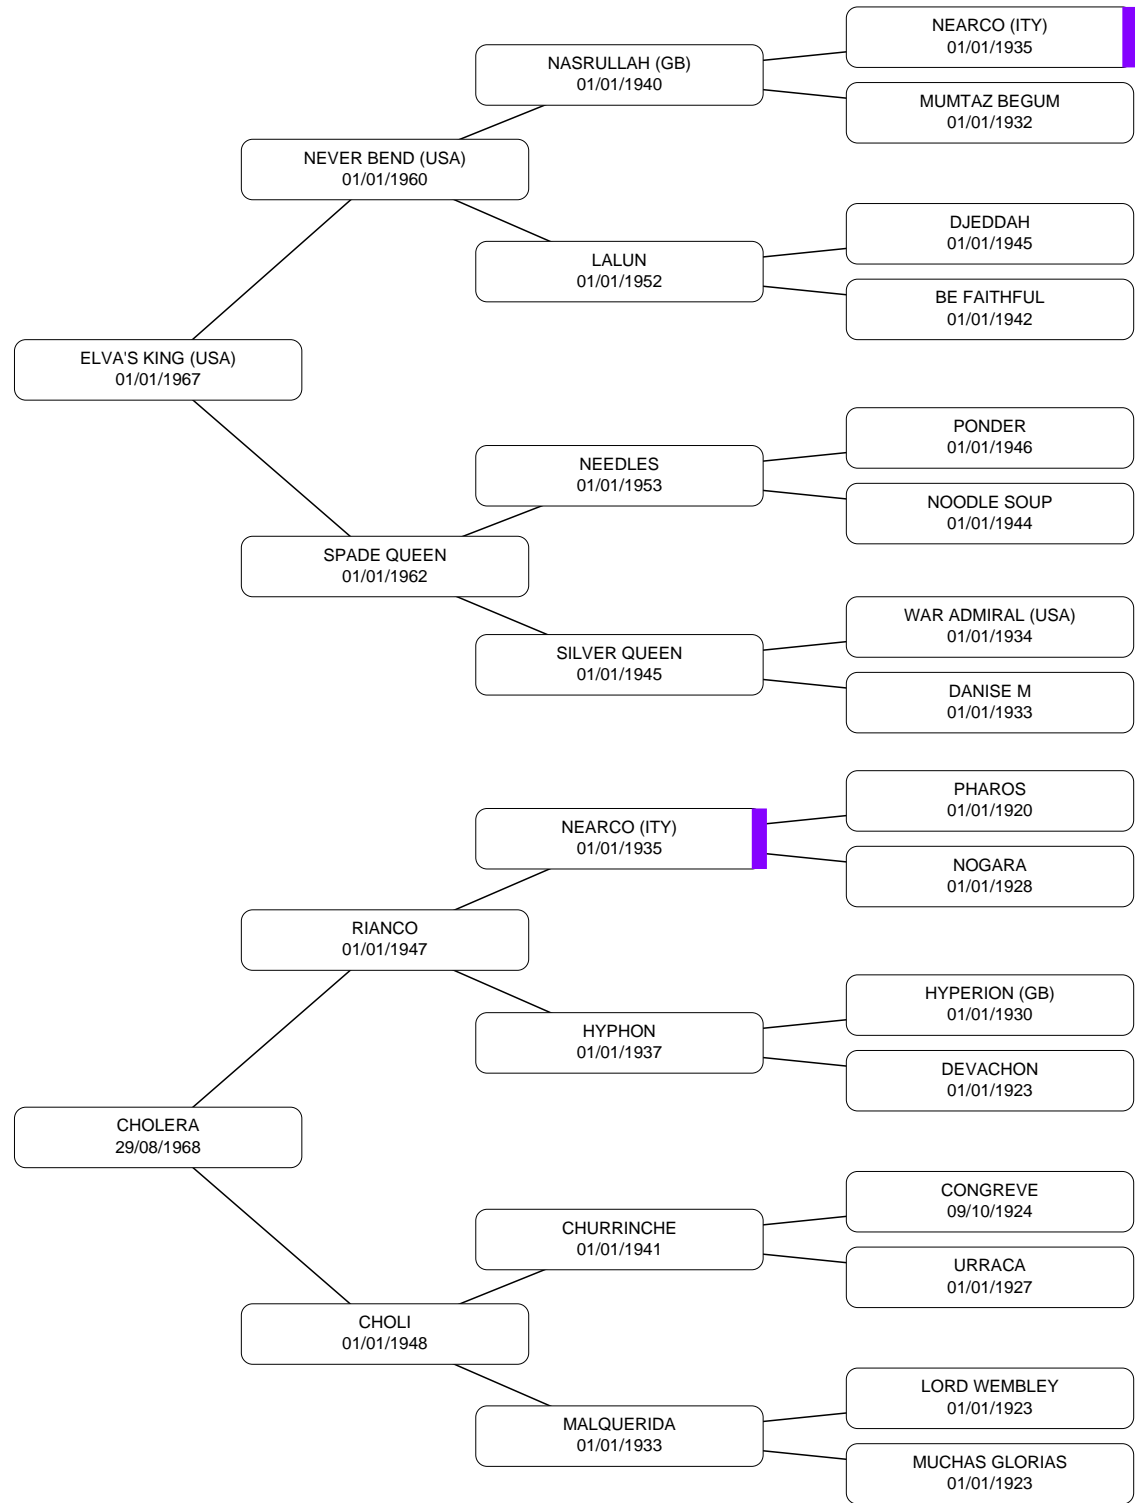 NEARCO (ITY)
01/01/1935
NASRULLAH (GB)
01/01/1940
MUMTAZ BEGUM
01/01/1932
NEVER BEND (USA)
01/01/1960
DJEDDAH
01/01/1945
LALUN
01/01/1952
BE FAITHFUL
01/01/1942
ELVA'S KING (USA)
01/01/1967
PONDER
01/01/1946
NEEDLES
01/01/1953
NOODLE SOUP
01/01/1944
SPADE QUEEN
01/01/1962
WAR ADMIRAL (USA)
01/01/1934
SILVER QUEEN
01/01/1945
DANISE M
01/01/1933
PHAROS
01/01/1920
NEARCO (ITY)
01/01/1935
NOGARA
01/01/1928
RIANCO
01/01/1947
HYPERION (GB)
01/01/1930
HYPHON
01/01/1937
DEVACHON
01/01/1923
CHOLERA
29/08/1968
CONGREVE
09/10/1924
CHURRINCHE
01/01/1941
URRACA
01/01/1927
CHOLI
01/01/1948
LORD WEMBLEY
01/01/1923
MALQUERIDA
01/01/1933
MUCHAS GLORIAS
01/01/1923